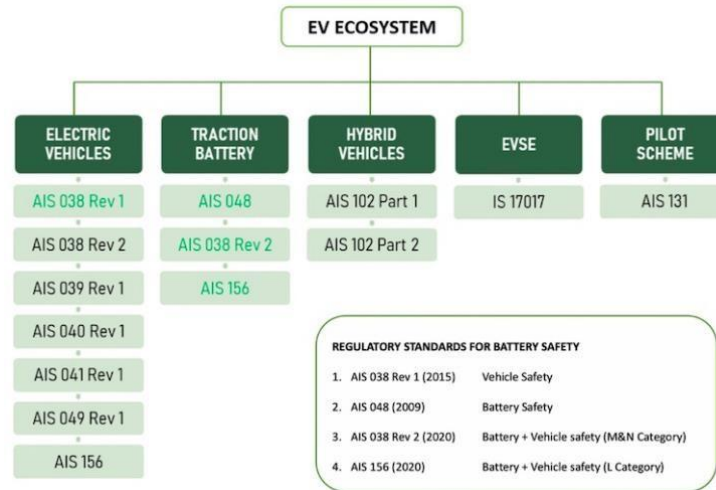 EV ECOSYSTEM
ELECTRIC
VEHICLES
AIS 038 Rev 1
AIS 038 Rev 2
AIS 039 Rev 1
AIS 040 Rev 1
AIS 041 Rev 1
AIS 049 Rev 1
AIS 156
TRACTION
BATTERY
AIS 048
AIS 038 Rev 2
AIS 156
HYBRID
VEHICLES
AIS 102 Part 1
AIS 102 Part 2
EVSE
IS 17017
PILOT
SCHEME
AIS 131
REGULATORY STANDARDS FOR BATTERY SAFETY
1. AIS 038 Rev 1 (2015) Vehicle Safety
2. AIS 048 (2009) Battery Safety
3. AIS 038 Rev 2 (2020) Battery + Vehicle safety (M&N Category)
4. AIS 156 (2020) Battery + Vehicle safety (L Category)